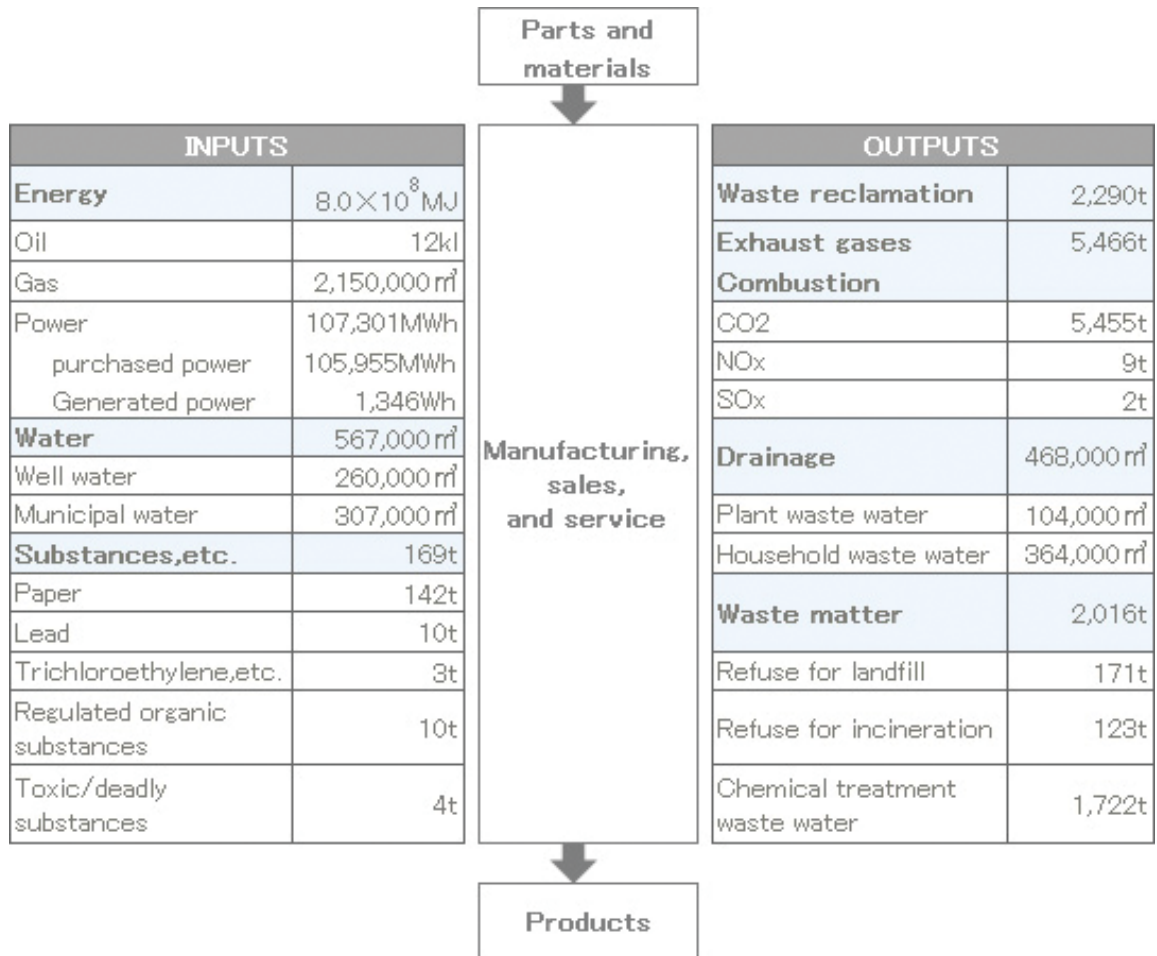 Parts and
materials
INPUTS
Energy 8.0×10⁸MJ
Oil 12kl
Gas 2,150,000㎥
Power 107,301MWh
purchased power 105,955MWh
Generated power 1,346Wh
Water 567,000㎥
Well water 260,000㎥
Municipal water 307,000㎥
Substances,etc. 169t
Paper 142t
Lead 10t
Trichloroethylene,etc. 3t
Regulated organic
substances 10t
Toxic/deadly
substances 4t
Manufacturing,
sales,
and service
OUTPUTS
Waste reclamation 2,290t
Exhaust gases 5,466t
Combustion
CO2 5,455t
NOx 9t
SOx 2t
Drainage 468,000㎥
Plant waste water 104,000㎥
Household waste water 364,000㎥
Waste matter 2,016t
Refuse for landfill 171t
Refuse for incineration 123t
Chemical treatment
waste water 1,722t
Products